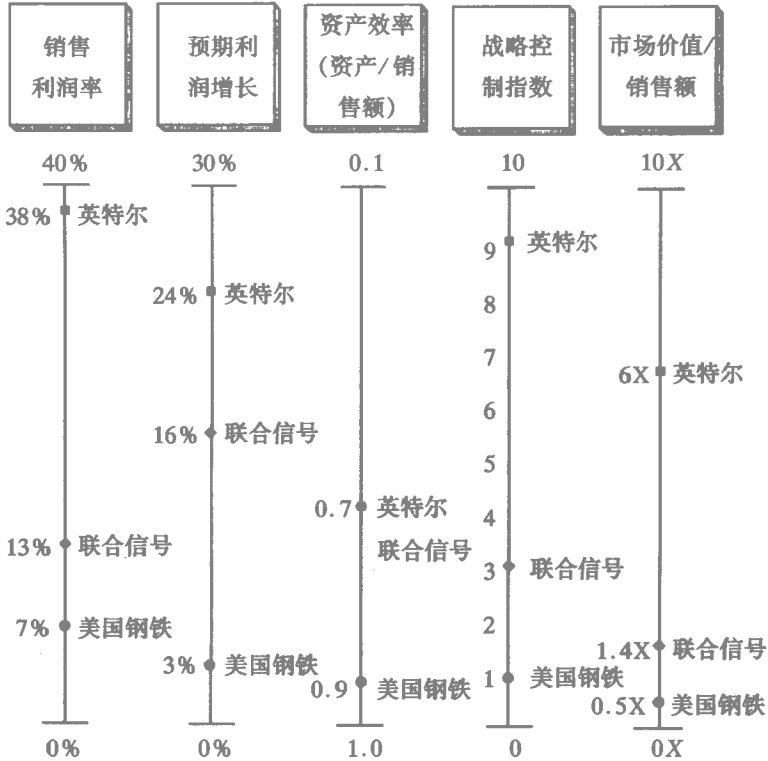 销售
利润率
预期利
润增长
资产效率
(资产/销
售额)
战略控
制指数
市场价值/
销售额
40%
38% 英特尔
13% 联合信号
7% 美国钢铁
0%
30%
24% 英特尔
16% 联合信号
3% 美国钢铁
0%
0.1
0.7 英特尔
联合信号
0.9 美国钢铁
1.0
10
9 英特尔
8
7
6
5
4
3 联合信号
2
1 美国钢铁
0
10X
6X 英特尔
1.4X 联合信号
0.5X 美国钢铁
0X